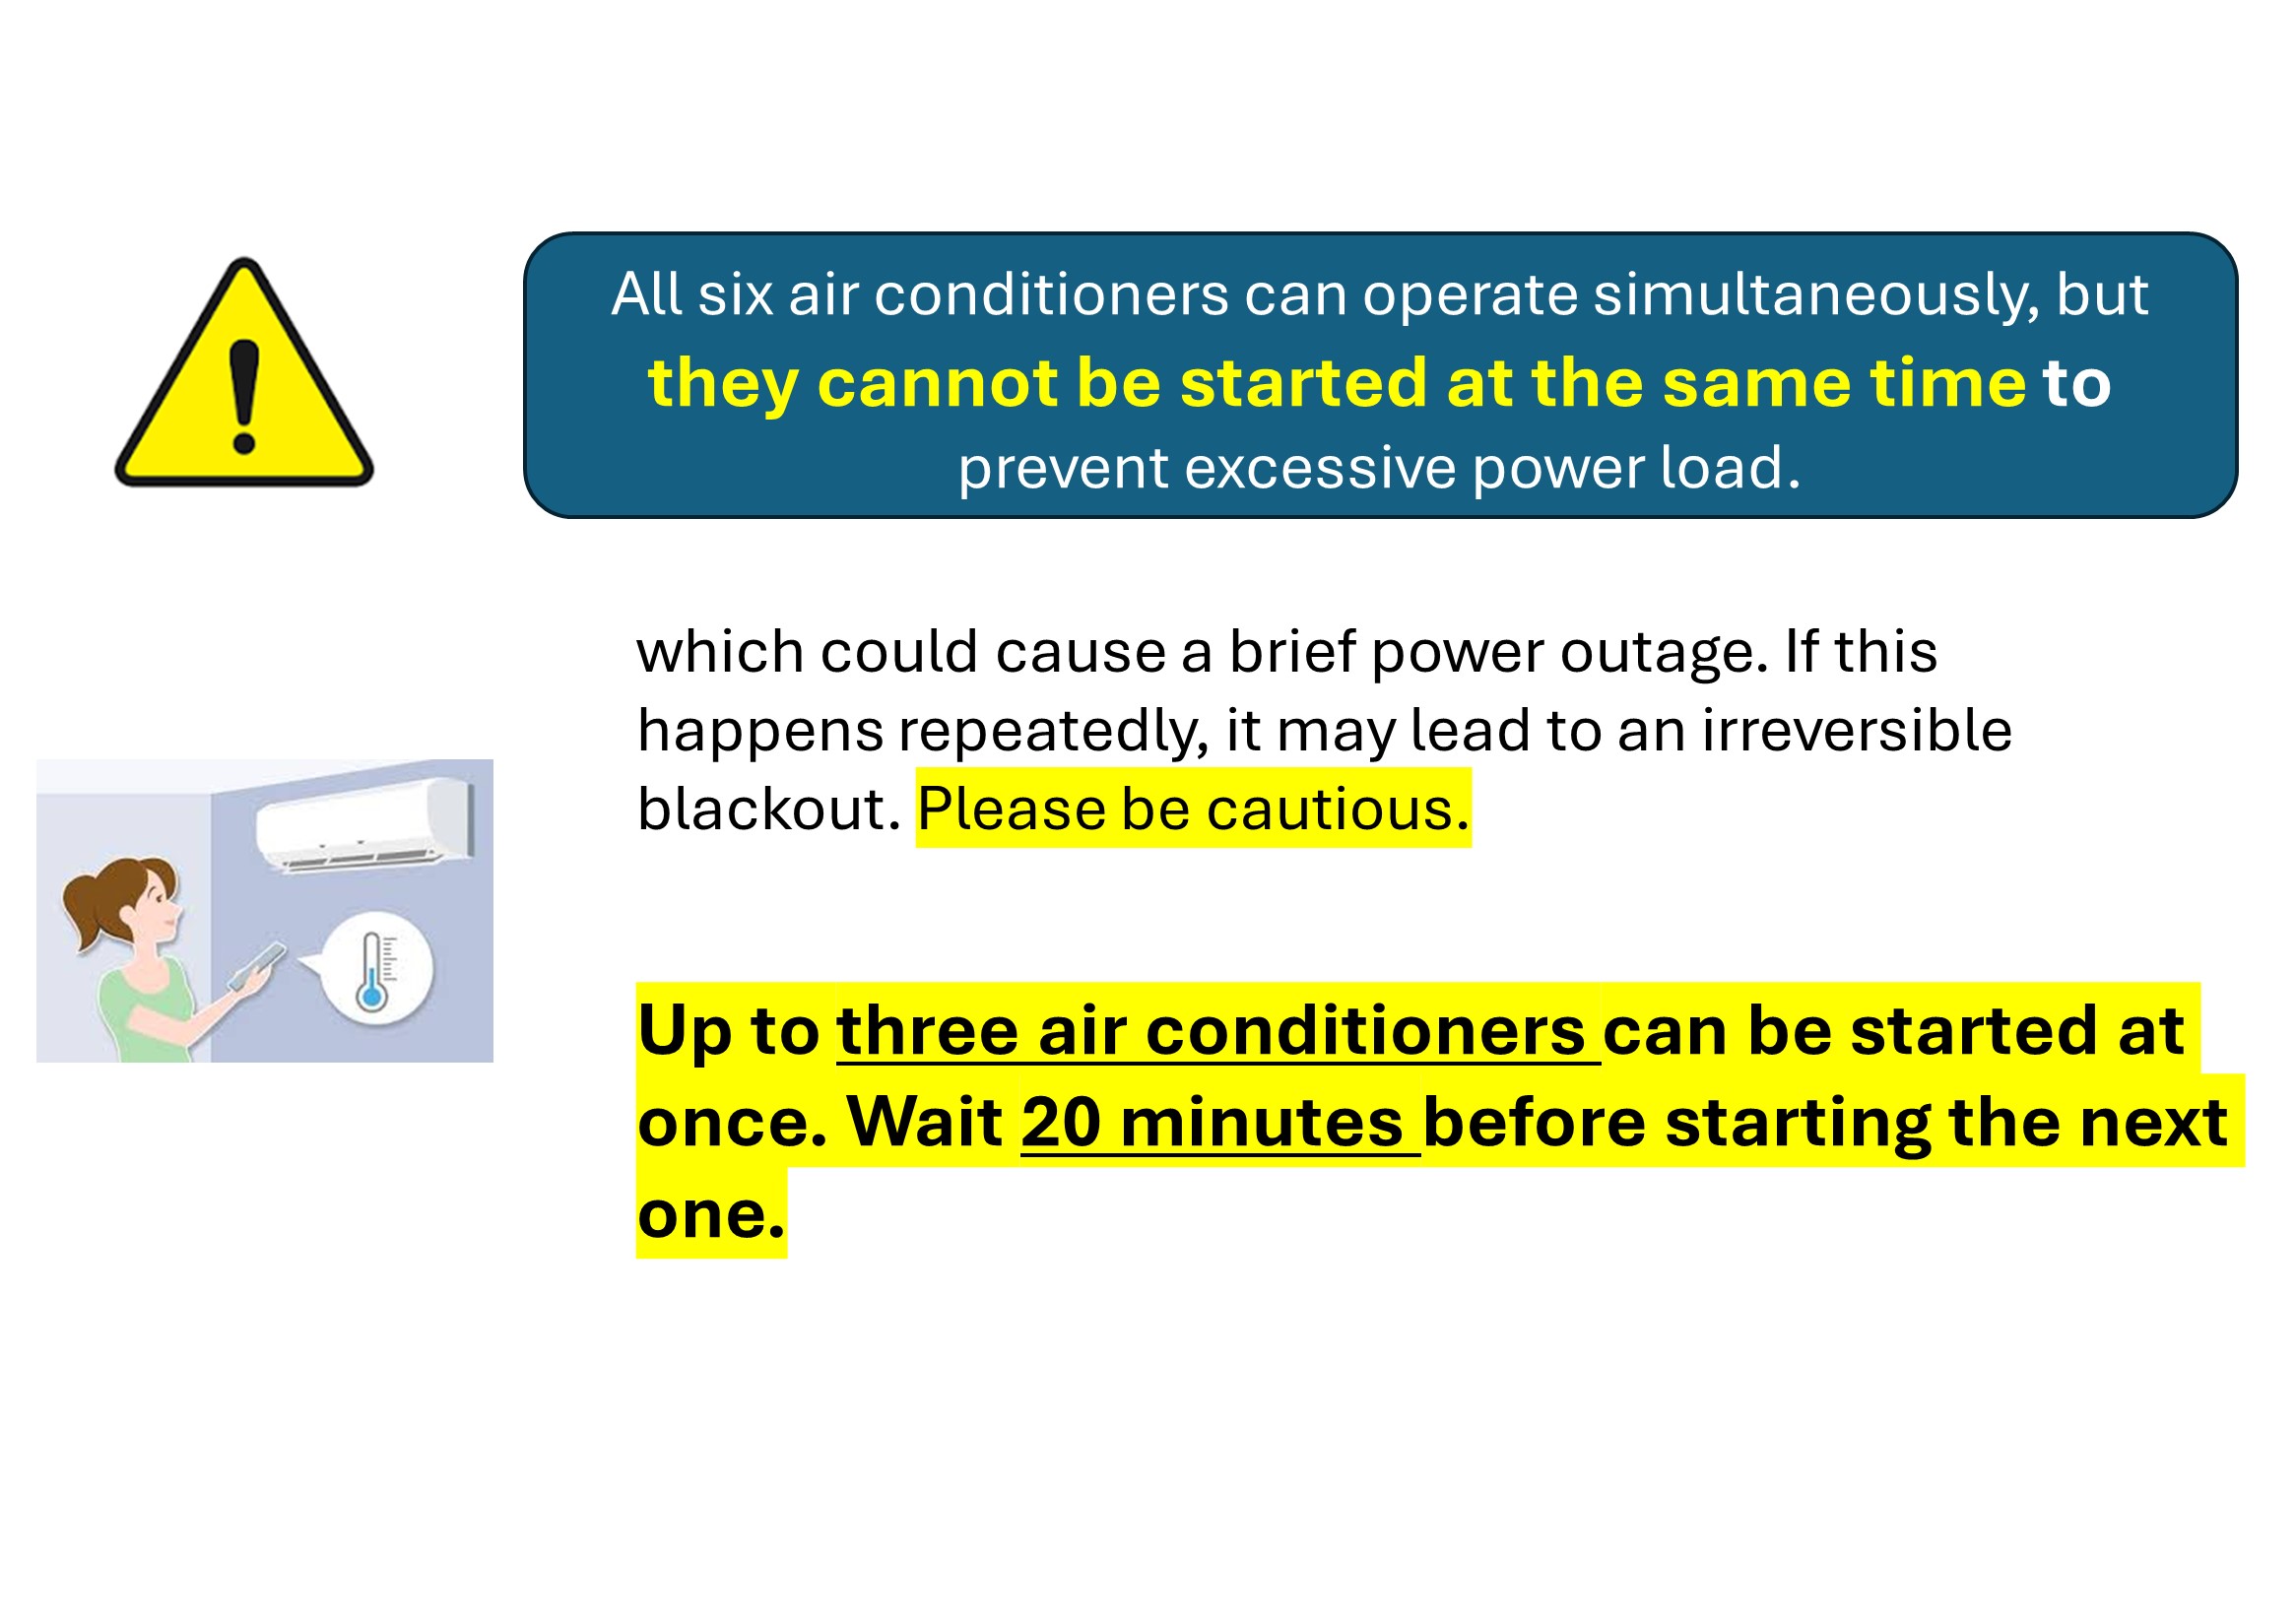 All six air conditioners can operate simultaneously, but
they cannot be started at the same time to
prevent excessive power load.
which could cause a brief power outage. If this
happens repeatedly, it may lead to an irreversible
blackout. Please be cautious.
Up to three air conditioners can be started at
once. Wait 20 minutes before starting the next
one.